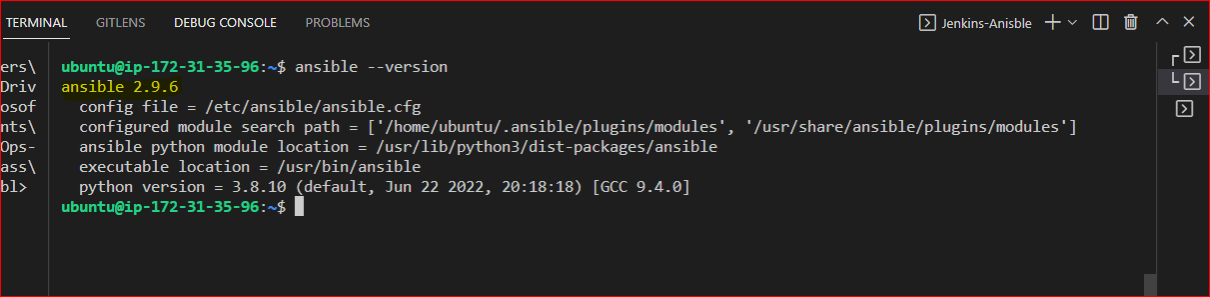 TERMINAL GITLENS DEBUG CONSOLE PROBLEMS Jenkins-Anisble
ers\
Driv
osof
nts\
Ops-
ass\
bl>
ubuntu@ip-172-31-35-96:~$ ansible --version
ansible 2.9.6
config file = /etc/ansible/ansible.cfg
configured module search path = ['/home/ubuntu/.ansible/plugins/modules', '/usr/share/ansible/plugins/modules']
ansible python module location = /usr/lib/python3/dist-packages/ansible
executable location = /usr/bin/ansible
python version = 3.8.10 (default, Jun 22 2022, 20:18:18) [GCC 9.4.0]
ubuntu@ip-172-31-35-96:~$